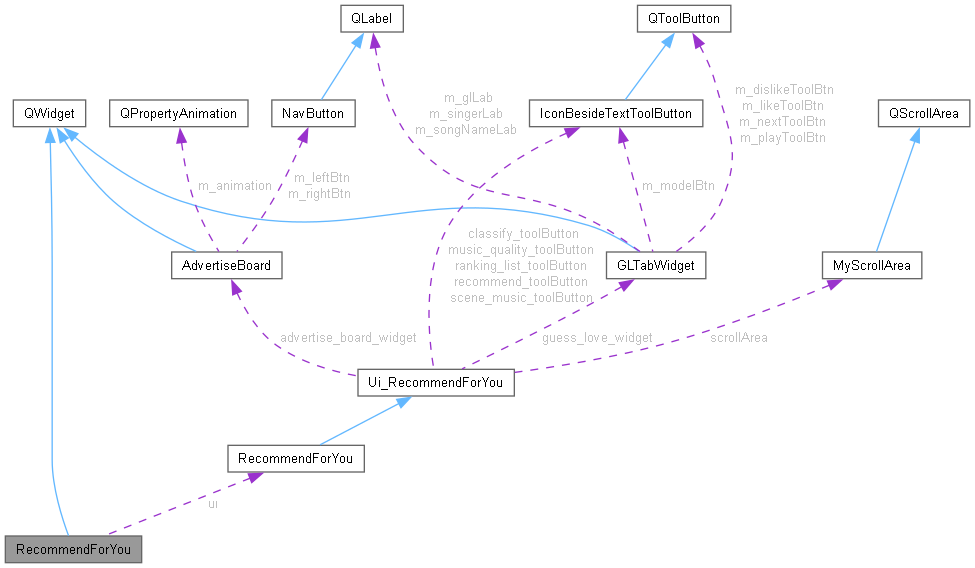 QLabel
QToolButton
QWidget
QPropertyAnimation
NavButton
m_glLab
m_singerLab
m_songNameLab
IconBesideTextToolButton
m_dislikeToolBtn
m_likeToolBtn
m_nextToolBtn
m_playToolBtn
QScrollArea
m_animation
m_leftBtn
m_rightBtn
m_modelBtn
AdvertiseBoard
classify_toolButton
music_quality_toolButton
ranking_list_toolButton
recommend_toolButton
scene_music_toolButton
GLTabWidget
MyScrollArea
advertise_board_widget
guess_love_widget
scrollArea
Ui_RecommendForYou
RecommendForYou
ui
RecommendForYou